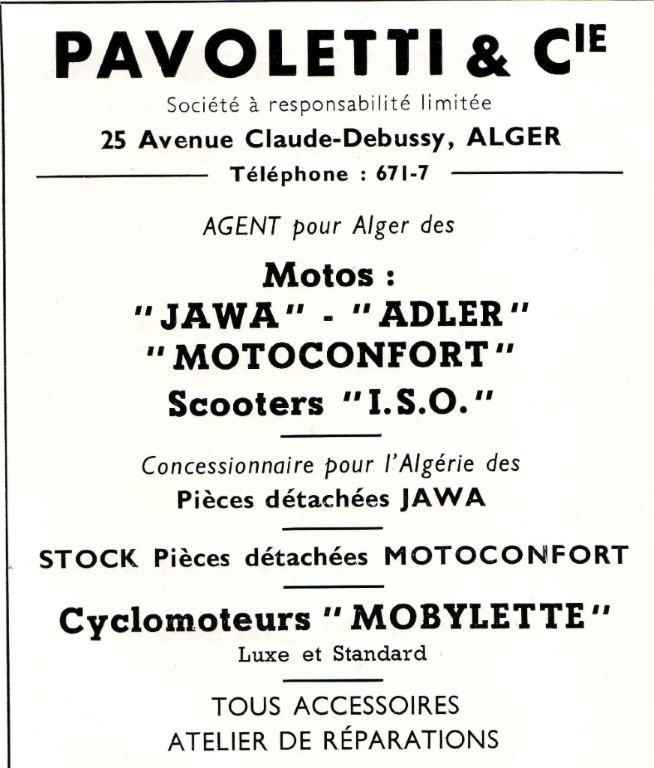 PAVOLETTI & CIE
Société à responsabilité limitée
25 Avenue Claude-Debussy, ALGER
Téléphone : 671-7
AGENT pour Alger des
Motos :
"JAWA" - "ADLER"
"MOTOCONFORT"
Scooters "I.S.O."
Concessionnaire pour l'Algérie des
Pièces détachées JAWA
STOCK Pièces détachées MOTOCONFORT
Cyclomoteurs "MOBYLETTE"
Luxe et Standard
TOUS ACCESSOIRES
ATELIER DE RÉPARATIONS